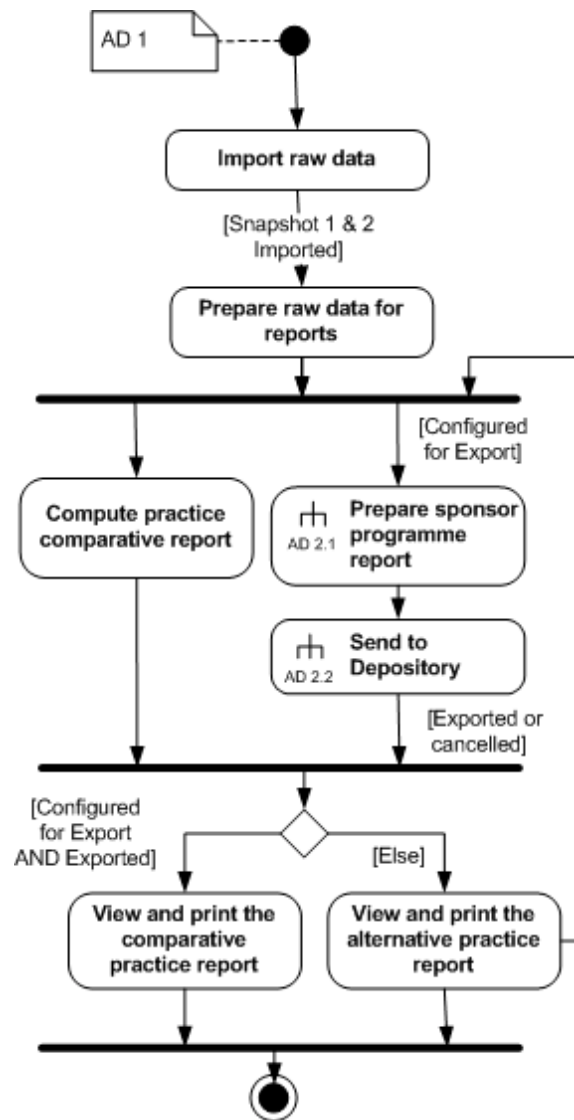 AD 1
Import raw data
[Snapshot 1 & 2
Imported]
Prepare raw data for
reports
[Configured
for Export]
Compute practice
comparative report
AD 2.1
Prepare sponsor
programme
report
AD 2.2
Send to
Depository
[Exported or
cancelled]
[Configured
for Export
AND Exported]
[Else]
View and print the
comparative
practice report
View and print the
alternative practice
report